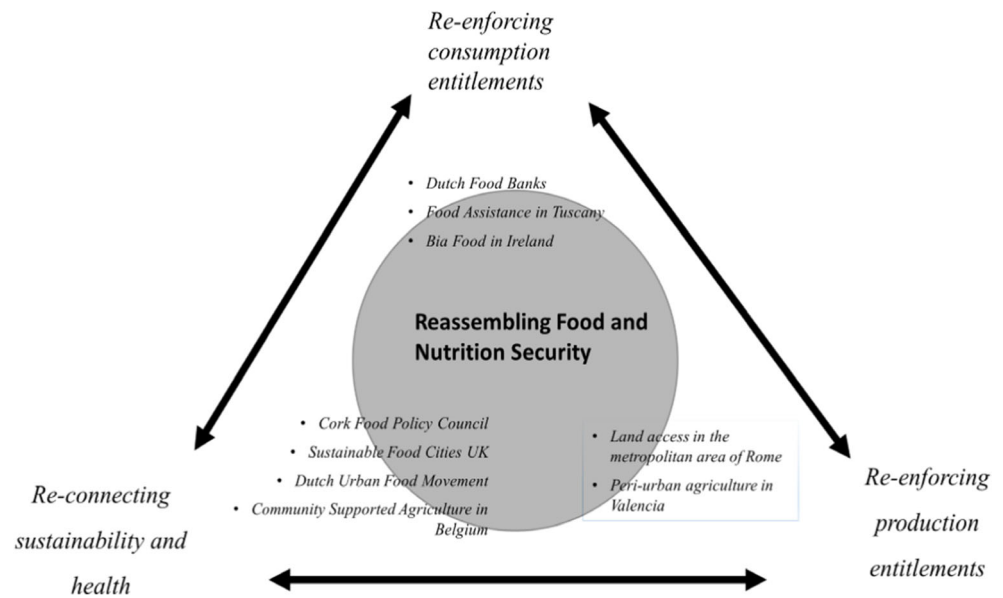 Re-enforcing
consumption
entitlements
• Dutch Food Banks
• Food Assistance in Tuscany
• Bia Food in Ireland
Reassembling Food and
Nutrition Security
• Cork Food Policy Council
• Sustainable Food Cities UK
• Dutch Urban Food Movement
• Community Supported Agriculture in
Belgium
• Land access in the
metropolitan area of Rome
• Peri-urban agriculture in
Valencia
Re-connecting
sustainability and
health
Re-enforcing
production
entitlements